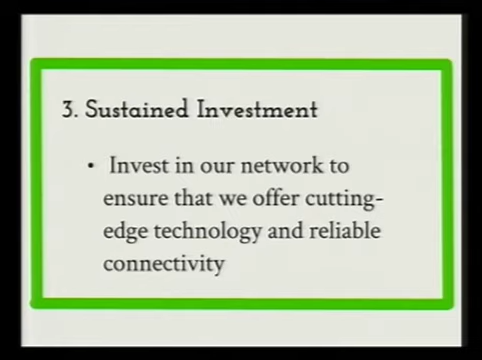 3. Sustained Investment
• Invest in our network to
ensure that we offer cutting-
edge technology and reliable
connectivity